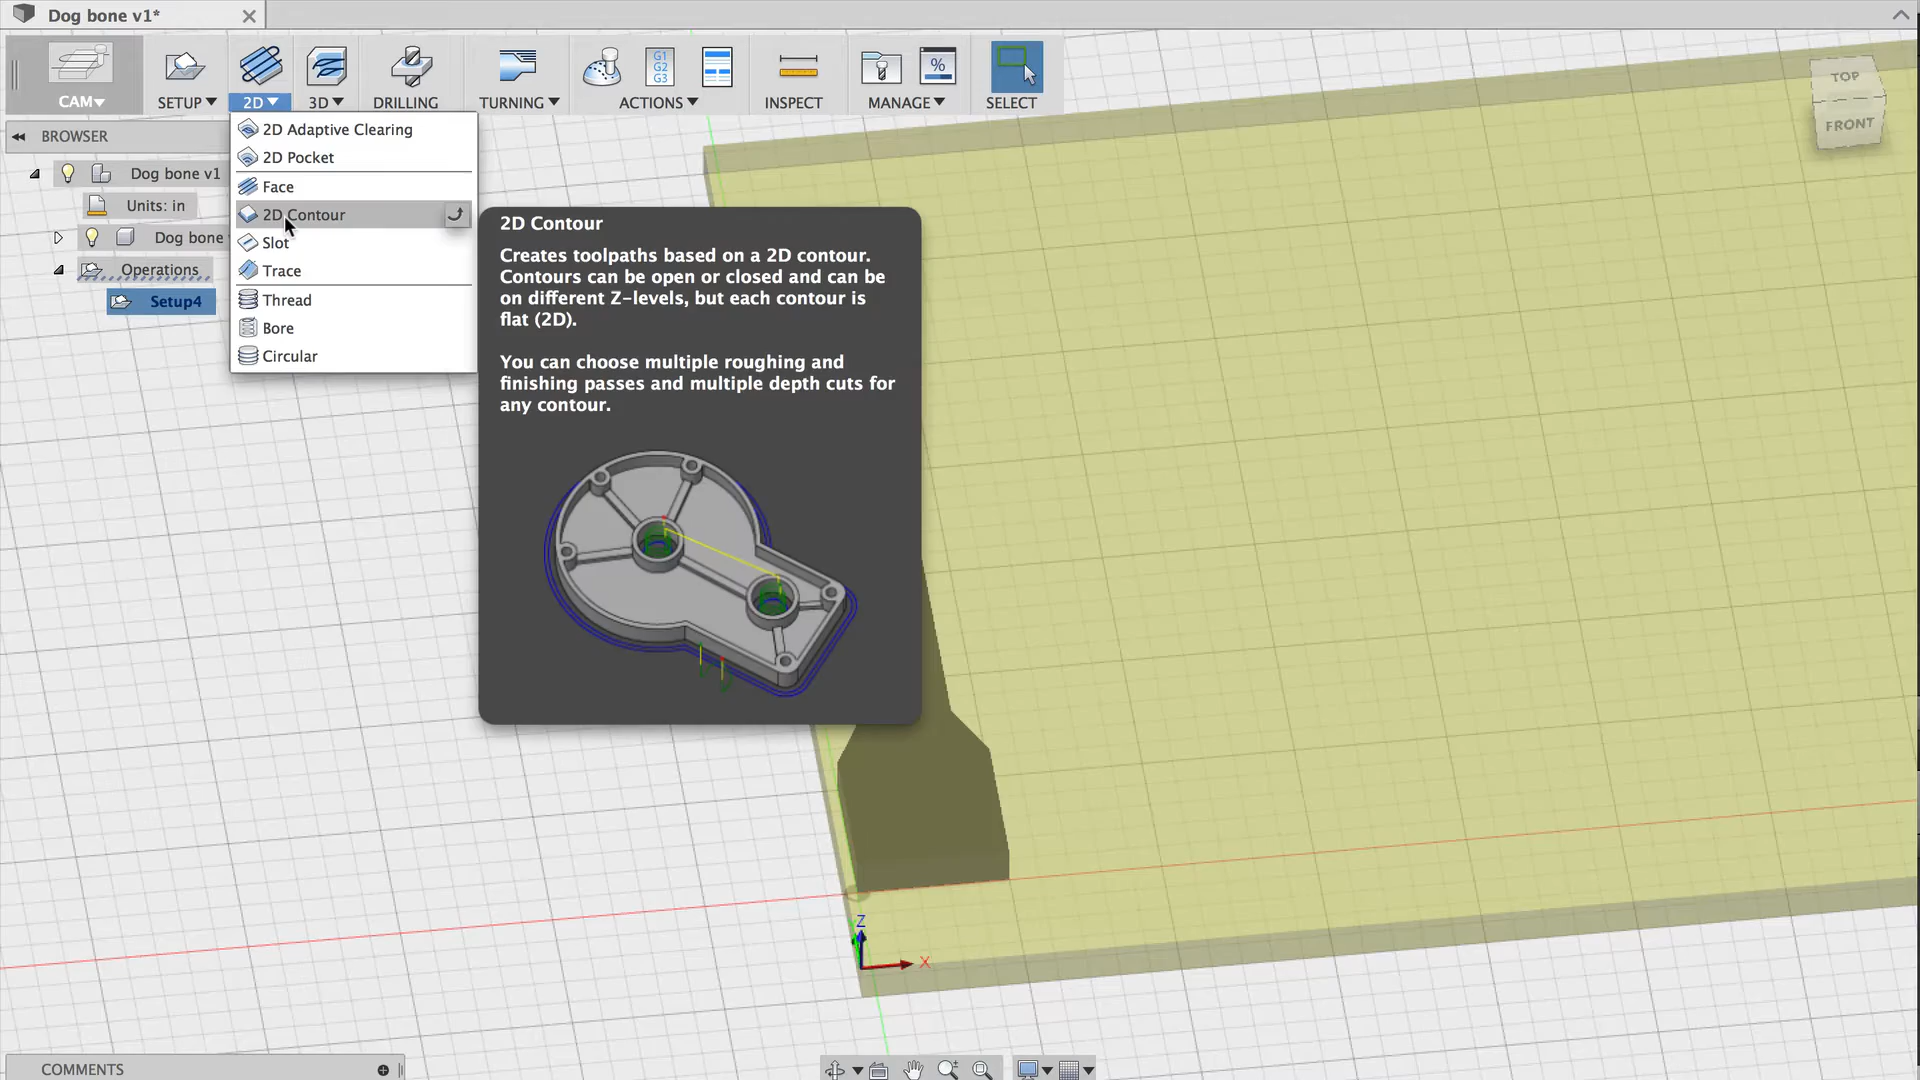 Dog bone v1*
CAM▾
SETUP ▾
2D ▾
3D ▾
DRILLING
TURNING ▾
G1
G2
G3
ACTIONS ▾
INSPECT
%
MANAGE ▾
SELECT
TOP
FRONT
BROWSER
Dog bone v1
Units: in
Dog bone
Operations
Setup4
2D Adaptive Clearing
2D Pocket
Face
2D Contour
Slot
Trace
Thread
Bore
Circular
2D Contour
Creates toolpaths based on a 2D contour.
Contours can be open or closed and can be
on different Z-levels, but each contour is
flat (2D).
You can choose multiple roughing and
finishing passes and multiple depth cuts for
any contour.
Z
X
COMMENTS